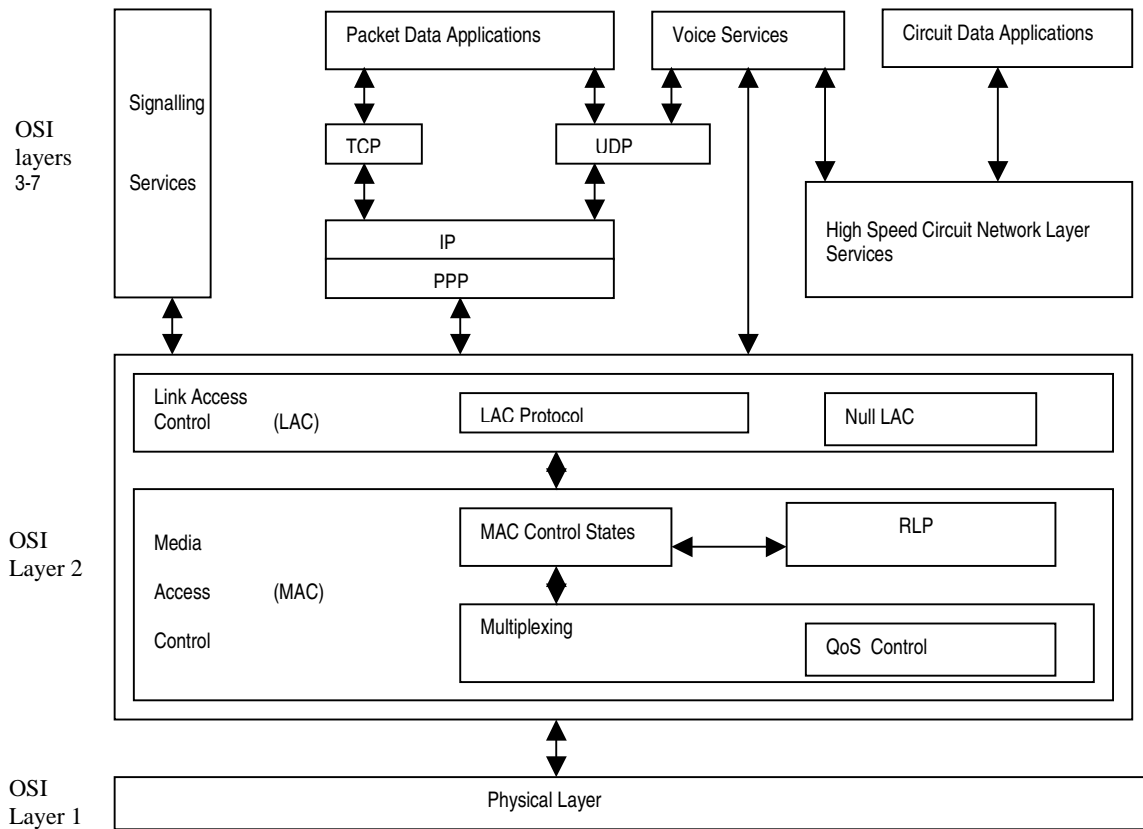 Packet Data Applications
Voice Services
Circuit Data Applications
Signalling
Services
OSI
layers
3-7
TCP
UDP
High Speed Circuit Network Layer
Services
IP
PPP
Link Access
Control (LAC)
LAC Protocol
Null LAC
OSI
Layer 2
Media
Access (MAC)
Control
MAC Control States
RLP
Multiplexing
QoS Control
OSI
Layer 1
Physical Layer